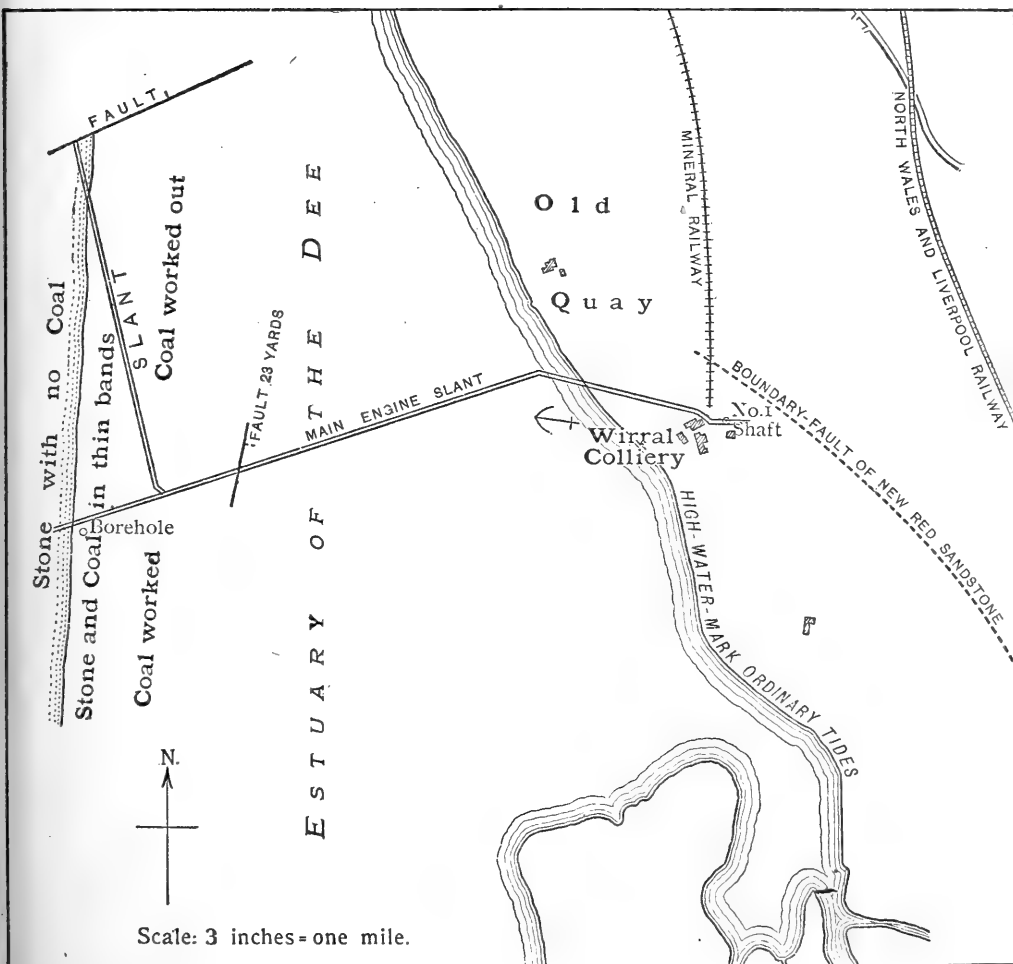 FAULT,
SLANT
Coal worked out
Stone with no Coal
Stone and Coal in thin bands
Borehole
Coal worked
FAULT 23 YARDS
MAIN ENGINE SLANT
ESTUARY OF THE DEE
Old
Quay
MINERAL RAILWAY
NORTH WALES AND LIVERPOOL RAILWAY
BOUNDARY-FAULT OF NEW RED SANDSTONE
No.1
Shaft
Wirral
Colliery
HIGH-WATER-MARK ORDINARY TIDES
N.
Scale: 3 inches = one mile.